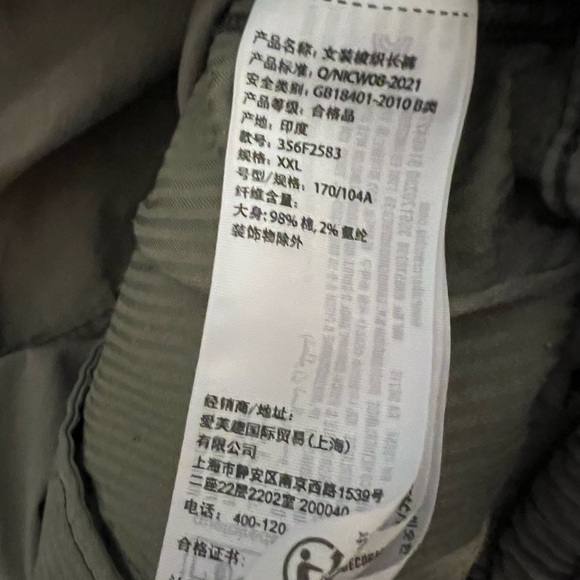 产品名称：女装梭织长裤
产品标准：Q/NICW08-2021
安全类别：GB18401-2010 B类
产品等级：合格品
产地：印度
款号：356F2583
规格：XXL
号型/规格：170/104A
纤维含量：
大身：98% 棉, 2% 氨纶
装饰物除外
经销商/地址：
爱美趣国际贸易(上海)
有限公司
上海市静安区南京西路1539号
二座22层2202室 200040
电话：400-120
合格证书：